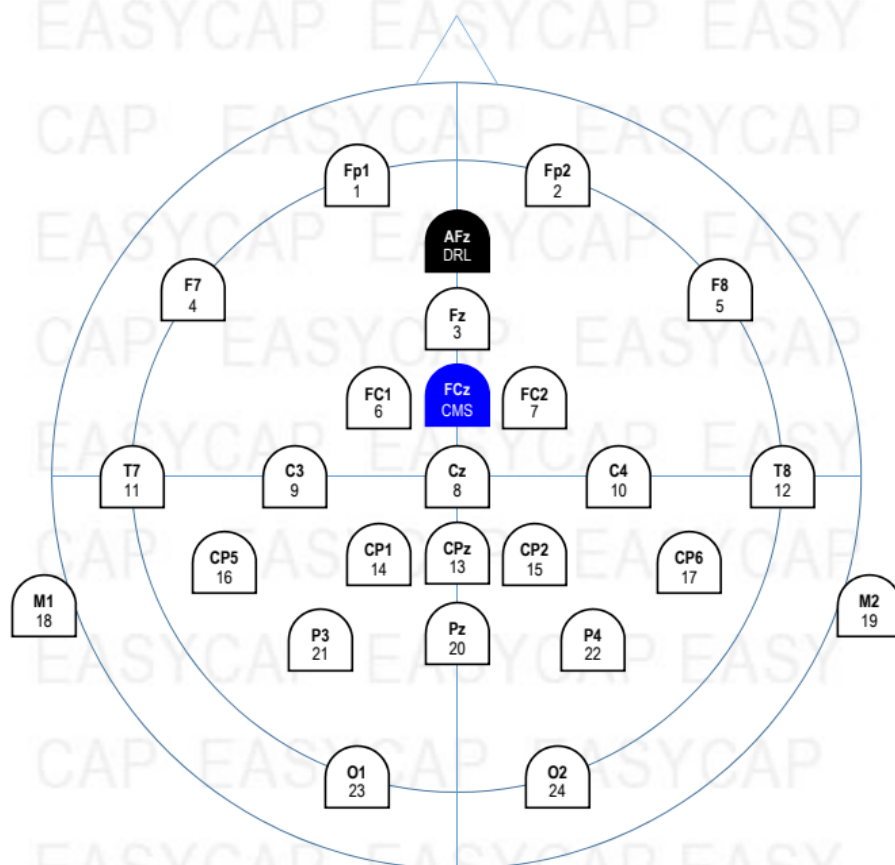 EASYCAP EASYCAP EASY
CAP EASYCAP EASYCAP
Fp1
1
Fp2
2
EASYCAP EASYCAP EASY
AFz
DRL
F7
4
F8
5
CAP EASYCAP EASYCAP
Fz
3
FC1
6
FCz
CMS
FC2
7
EASYCAP EASYCAP EASY
T7
11
C3
9
Cz
8
C4
10
T8
12
CAP EASYCAP EASYCAP
CP5
16
CP1
14
CPz
13
CP2
15
CP6
17
M1
18
M2
19
EASYCAP EASYCAP EASY
P3
21
Pz
20
P4
22
CAP EASYCAP EASYCAP
O1
23
O2
24
EASYCAP EASYCAP EASY